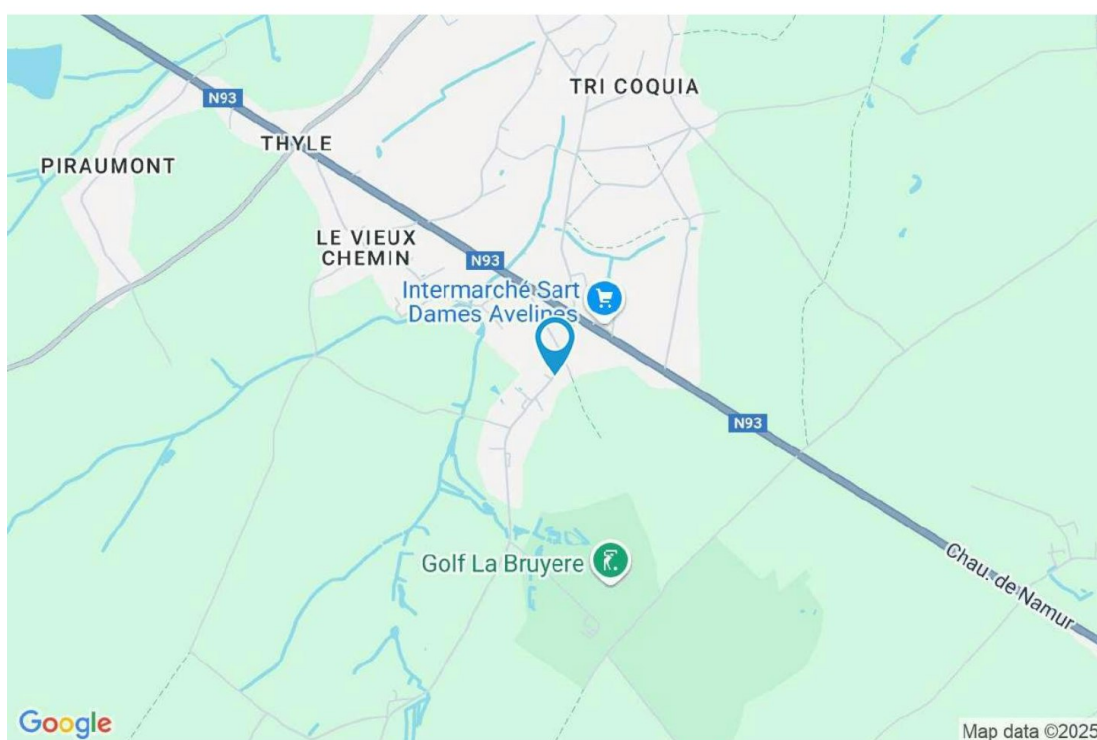 TRI COQUIA
N93
THYLE
PIRAUMONT
LE VIEUX
CHEMIN
N93
Intermarché Sart
Dames Avelines
N93
Golf La Bruyere
Chau. de Namur
Google
Map data ©2025